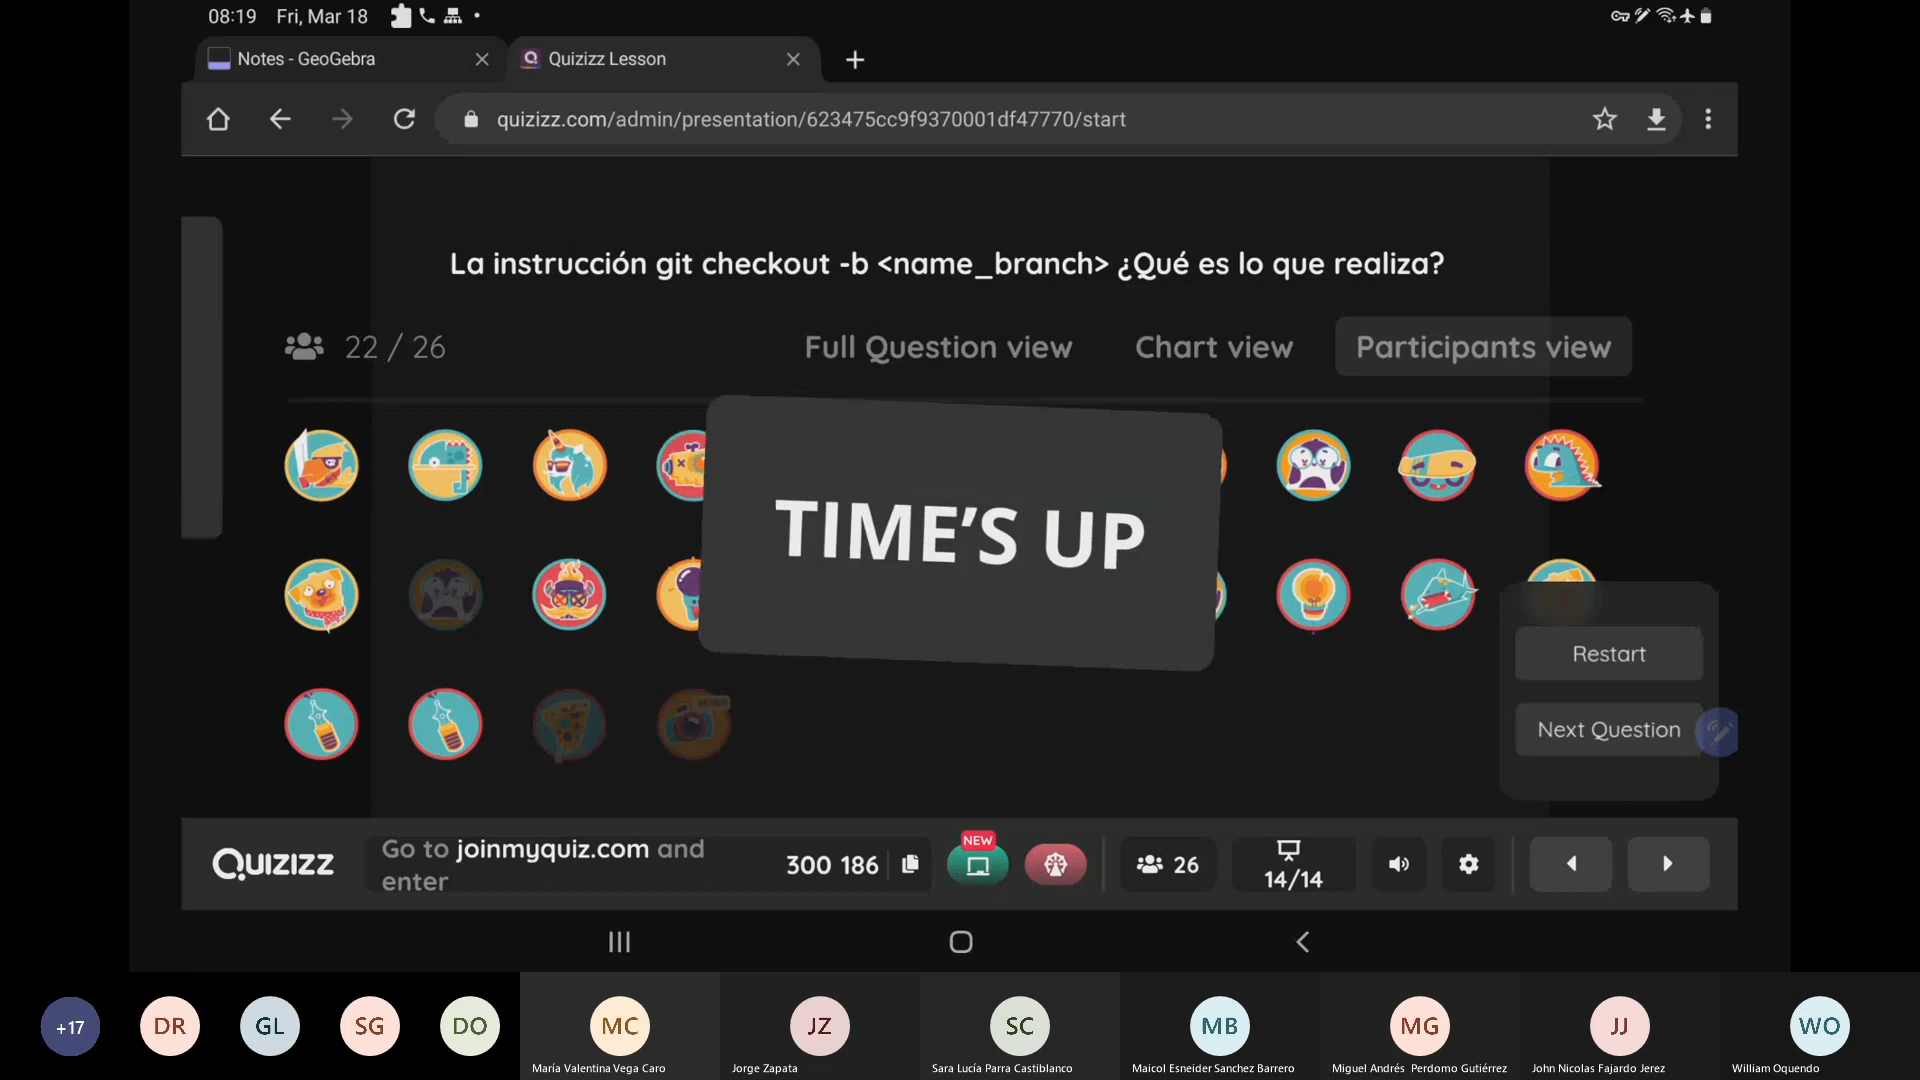 08:19 Fri, Mar 18
Notes - GeoGebra
Quizizz Lesson
quizizz.com/admin/presentation/623475cc9f9370001df47770/start
La instrucción git checkout -b <name_branch> ¿Qué es lo que realiza?
22 / 26
Full Question view
Chart view
Participants view
TIME'S UP
Restart
Next Question
QUIZIZZ
Go to joinmyquiz.com and
enter
300 186
NEW
26
14/14
+17
DR
GL
SG
DO
MC
JZ
SC
MB
MG
JJ
WO
María Valentina Vega Caro
Jorge Zapata
Sara Lucía Parra Castiblanco
Maicol Esneider Sanchez Barrero
Miguel Andrés Perdomo Gutiérrez
John Nicolas Fajardo Jerez
William Oquendo